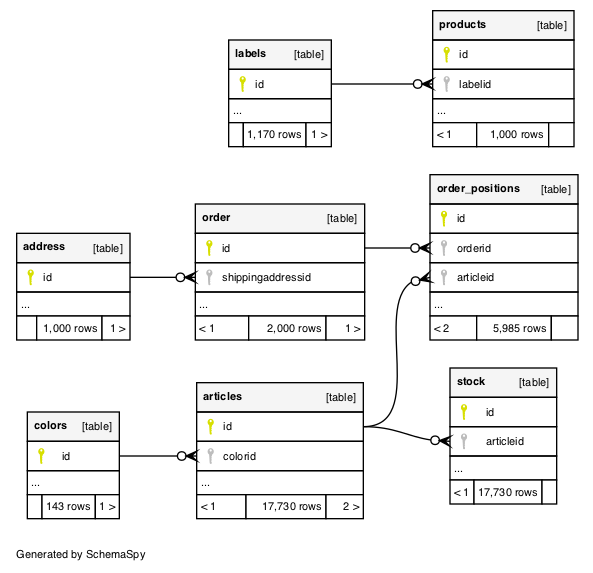 labels [table]
id
...
1,170 rows 1 >
products [table]
id
labelid
...
< 1 1,000 rows
address [table]
id
...
1,000 rows 1 >
order [table]
id
shippingaddressid
...
< 1 2,000 rows 1 >
order_positions [table]
id
orderid
articleid
...
< 2 5,985 rows
colors [table]
id
...
143 rows 1 >
articles [table]
id
colorid
...
< 1 17,730 rows 2 >
stock [table]
id
articleid
...
< 1 17,730 rows
Generated by SchemaSpy